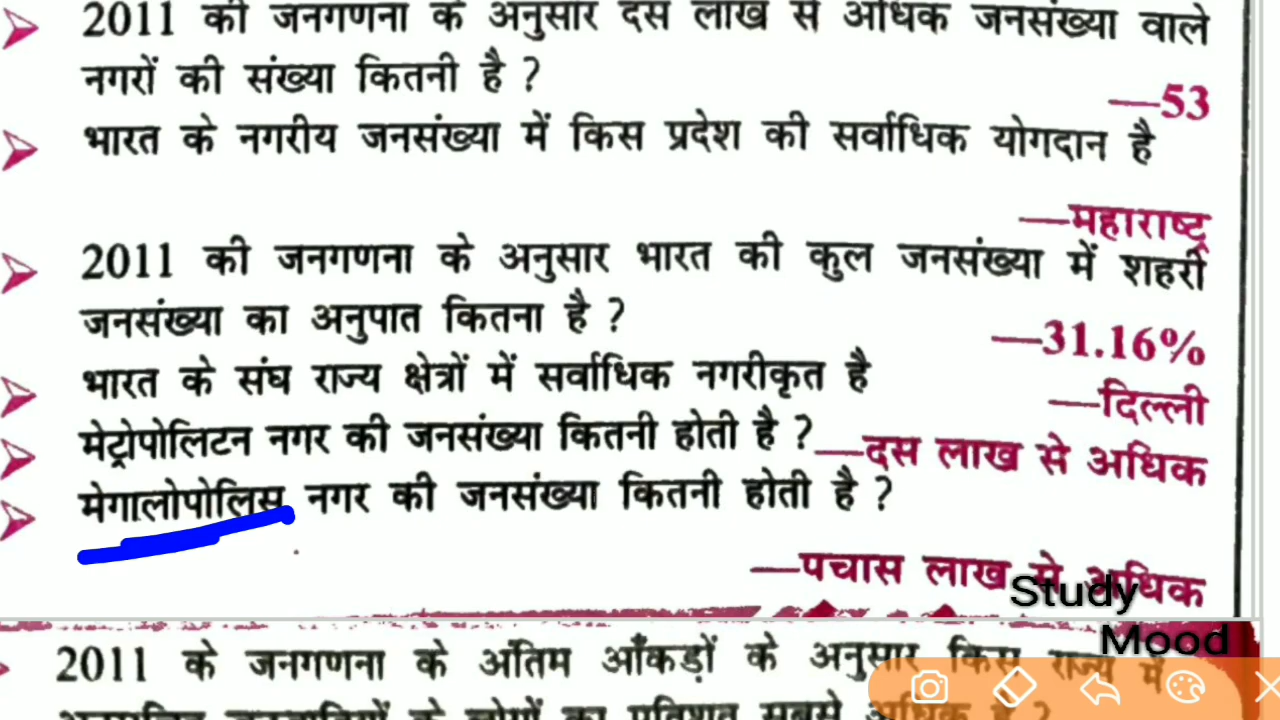 2011 की जनगणना के अनुसार दस लाख से अधिक जनसंख्या वाले
नगरों की संख्या कितनी है ?
—53
भारत के नगरीय जनसंख्या में किस प्रदेश की सर्वाधिक योगदान है
—महाराष्ट्र
2011 की जनगणना के अनुसार भारत की कुल जनसंख्या में शहरी
जनसंख्या का अनुपात कितना है ?
—31.16%
भारत के संघ राज्य क्षेत्रों में सर्वाधिक नगरीकृत है
—दिल्ली
मेट्रोपोलिटन नगर की जनसंख्या कितनी होती है ?
—दस लाख से अधिक
मेगालोपोलिस नगर की जनसंख्या कितनी होती है ?
—पचास लाख से अधिक
Study
Mood
2011 के जनगणना के अंतिम आँकड़ों के अनुसार किस राज्य में